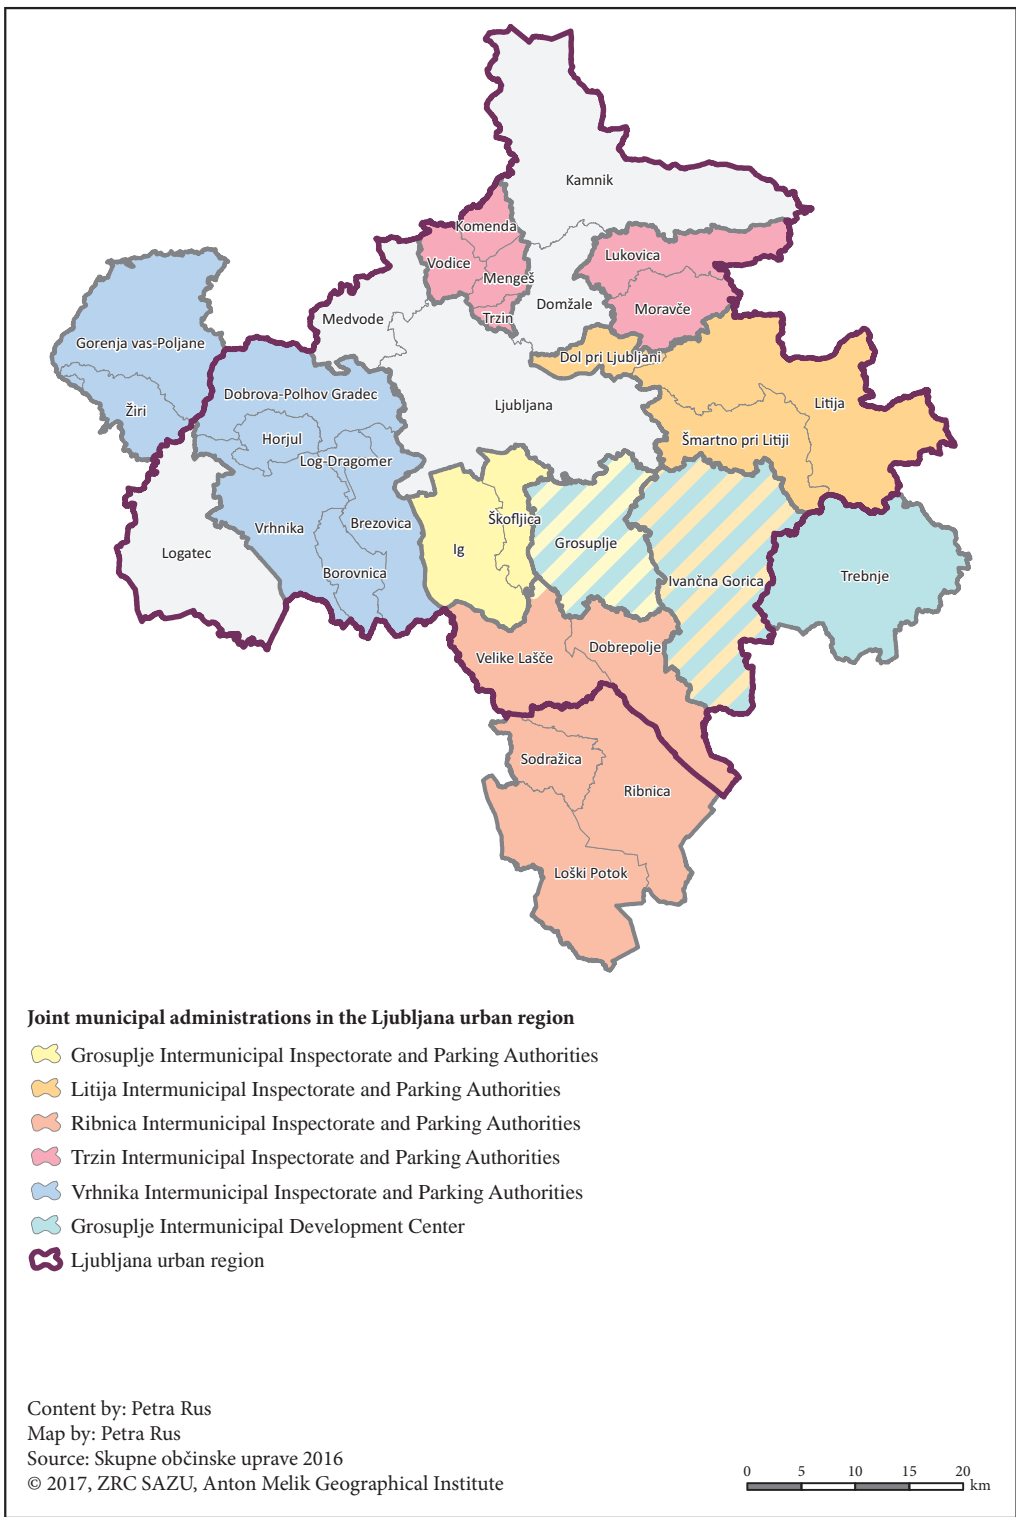 Kamnik
Komenda
Lukovica
Vodice
Mengeš
Domžale
Moravče
Medvode
Trzin
Gorenja vas-Poljane
Dol pri Ljubljani
Dobrova-Polhov Gradec
Ljubljana
Litija
Žiri
Horjul
Šmartno pri Litiji
Log-Dragomer
Škofljica
Brezovica
Vrhnika
Grosuplje
Ig
Logatec
Borovnica
Ivančna Gorica
Trebnje
Dobrepolje
Velike Lašče
Sodražica
Ribnica
Loški Potok
Joint municipal administrations in the Ljubljana urban region
Grosuplje Intermunicipal Inspectorate and Parking Authorities
Litija Intermunicipal Inspectorate and Parking Authorities
Ribnica Intermunicipal Inspectorate and Parking Authorities
Trzin Intermunicipal Inspectorate and Parking Authorities
Vrhnika Intermunicipal Inspectorate and Parking Authorities
Grosuplje Intermunicipal Development Center
Ljubljana urban region
Content by: Petra Rus
Map by: Petra Rus
Source: Skupne občinske uprave 2016
© 2017, ZRC SAZU, Anton Melik Geographical Institute
0 5 10 15 20
km